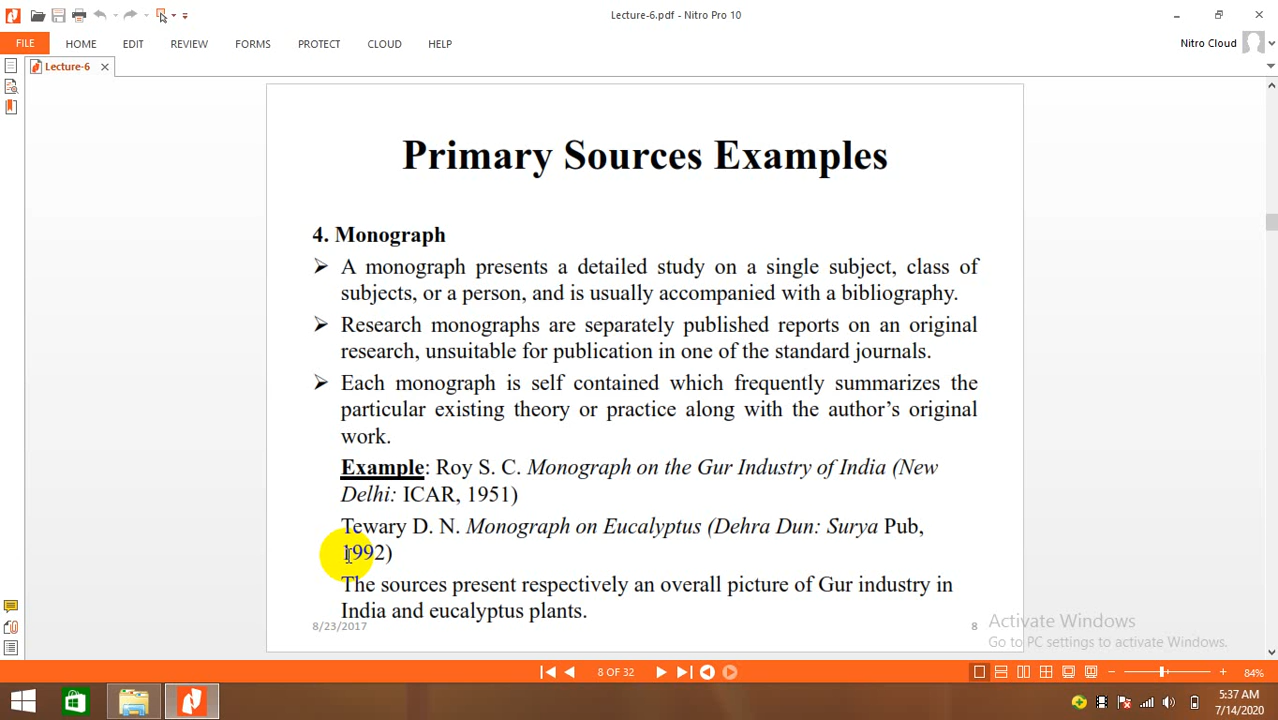 Lecture-6.pdf - Nitro Pro 10
FILE HOME EDIT REVIEW FORMS PROTECT CLOUD HELP
Nitro Cloud
Lecture-6
Primary Sources Examples
4. Monograph
➢ A monograph presents a detailed study on a single subject, class of
subjects, or a person, and is usually accompanied with a bibliography.
➢ Research monographs are separately published reports on an original
research, unsuitable for publication in one of the standard journals.
➢ Each monograph is self contained which frequently summarizes the
particular existing theory or practice along with the author's original
work.
Example: Roy S. C. Monograph on the Gur Industry of India (New
Delhi: ICAR, 1951)
Tewary D. N. Monograph on Eucalyptus (Dehra Dun: Surya Pub,
1992)
The sources present respectively an overall picture of Gur industry in
India and eucalyptus plants.
8/23/2017
8
Activate Windows
Go to PC settings to activate Windows.
8 OF 32
84%
5:37 AM
7/14/2020